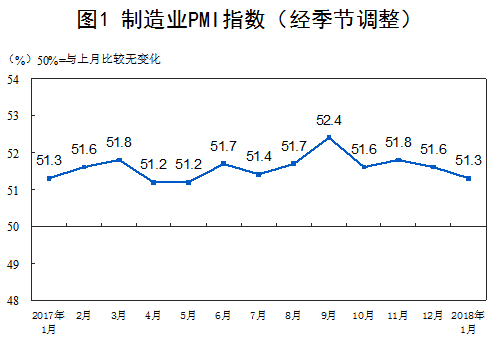 图1 制造业PMI指数（经季节调整）
（%）50%=与上月比较无变化
54
53
52
51
50
49
48
51.3
51.6
51.8
51.2
51.2
51.7
51.4
51.7
52.4
51.6
51.8
51.6
51.3
2017年
1月
2月
3月
4月
5月
6月
7月
8月
9月
10月
11月
12月
2018年
1月